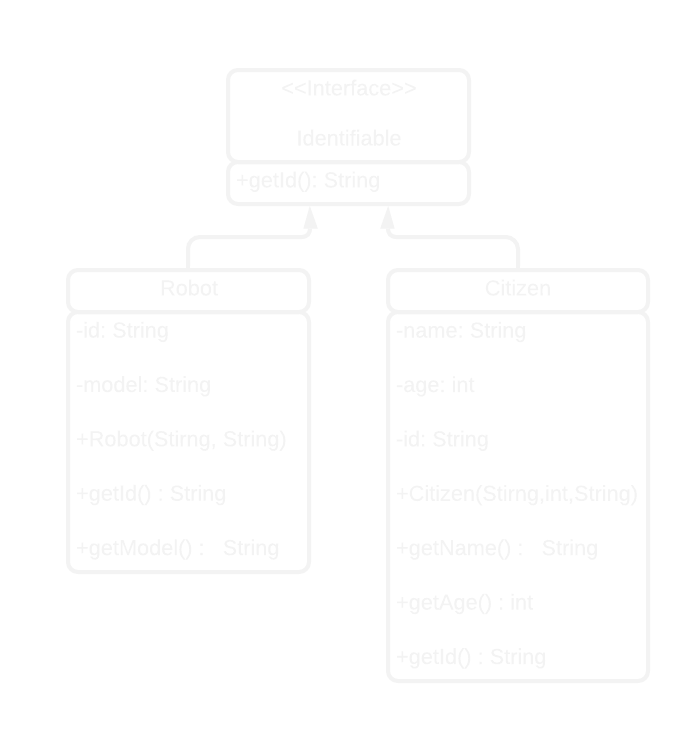 <<Interface>>
Identifiable
+getId(): String
Robot
-id: String
-model: String
+Robot(Stirng, String)
+getId() : String
+getModel() :   String
Citizen
-name: String
-age: int
-id: String
+Citizen(Stirng,int,String)
+getName() :   String
+getAge() : int
+getId() : String